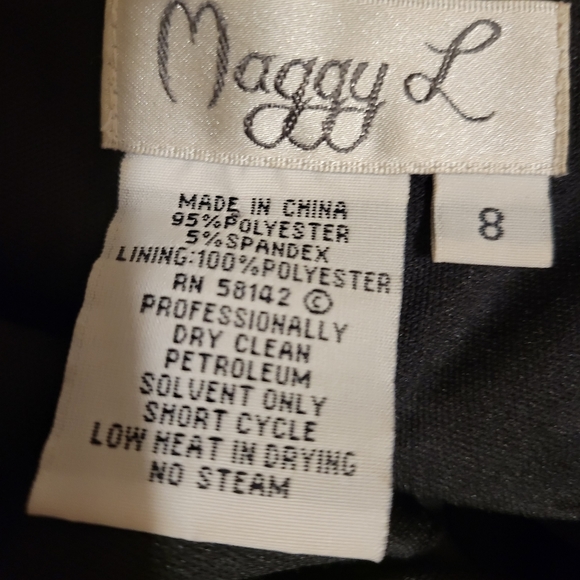 Maggy L
8
MADE IN CHINA
95%POLYESTER
5%SPANDEX
LINING:100%POLYESTER
RN 58142 ©
PROFESSIONALLY
DRY CLEAN
PETROLEUM
SOLVENT ONLY
SHORT CYCLE
LOW HEAT IN DRYING
NO STEAM